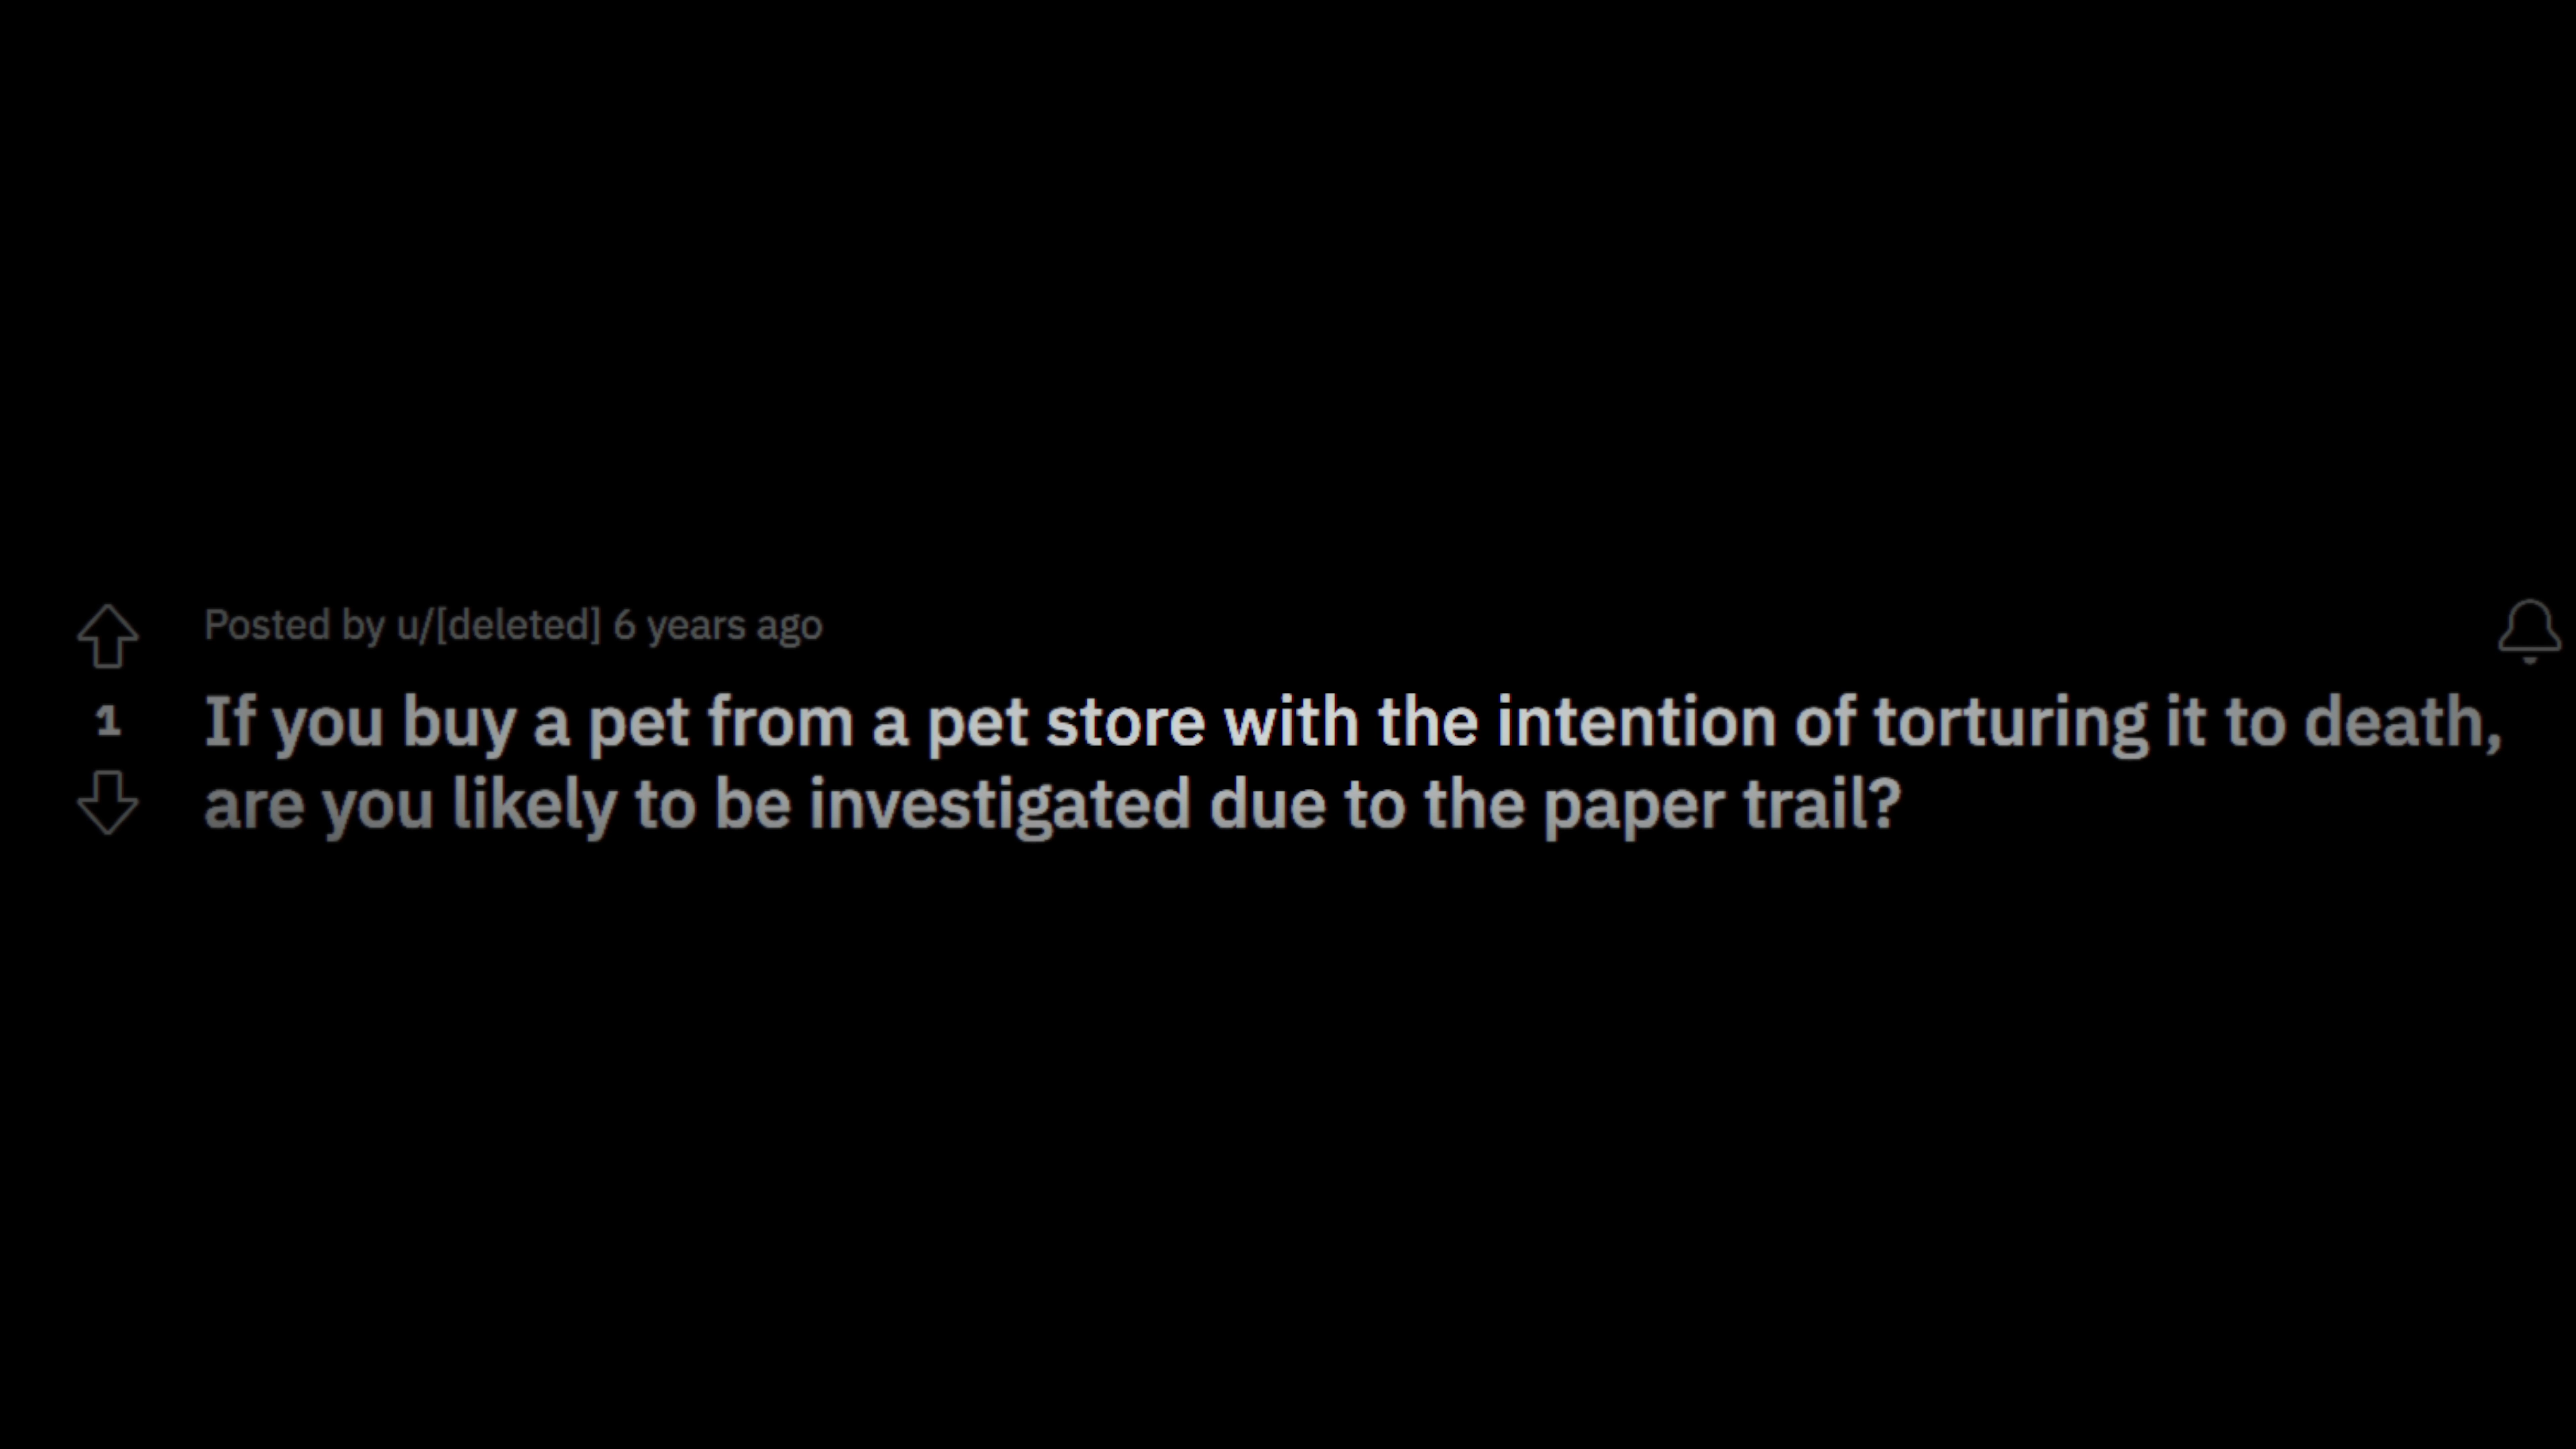 Posted by u/[deleted] 6 years ago
1
If you buy a pet from a pet store with the intention of torturing it to death,
are you likely to be investigated due to the paper trail?